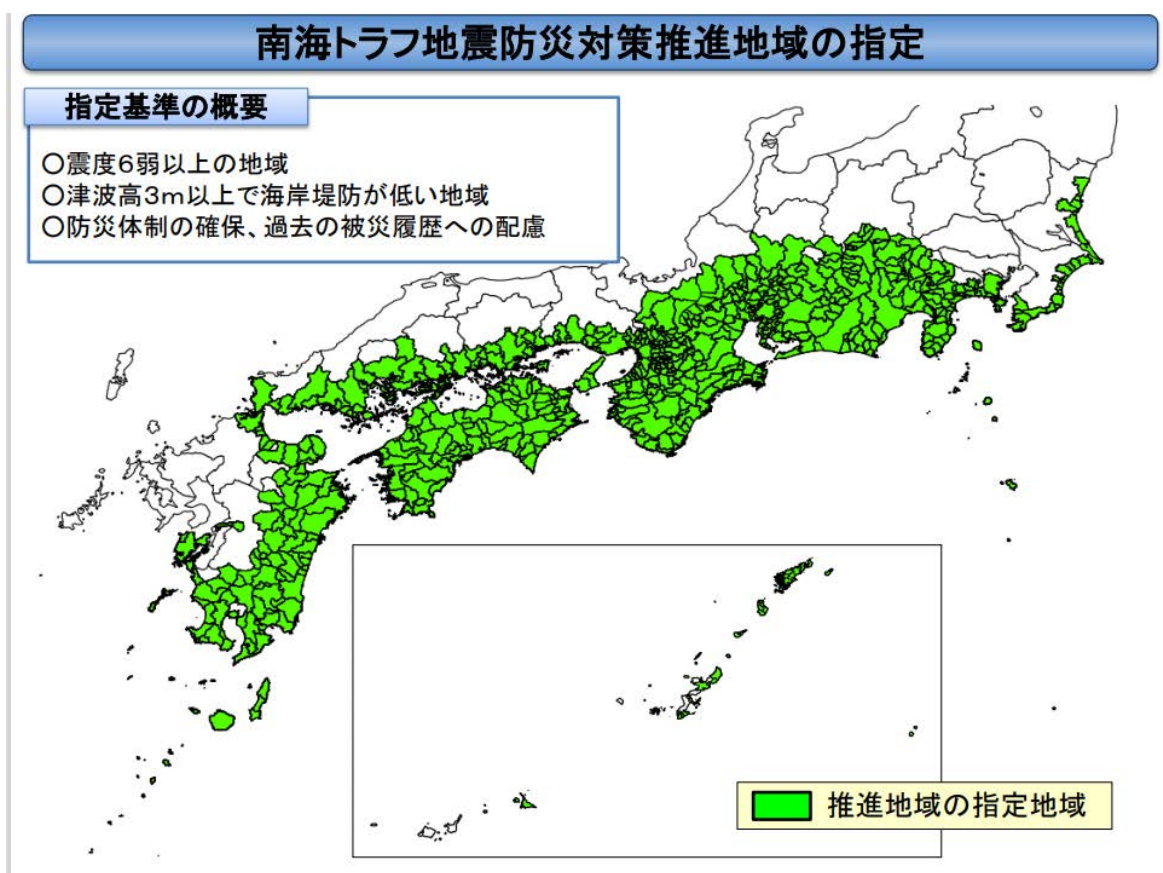 南海トラフ地震防災対策推進地域の指定
指定基準の概要
○震度6弱以上の地域
○津波高3m以上で海岸堤防が低い地域
○防災体制の確保、過去の被災履歴への配慮
推進地域の指定地域